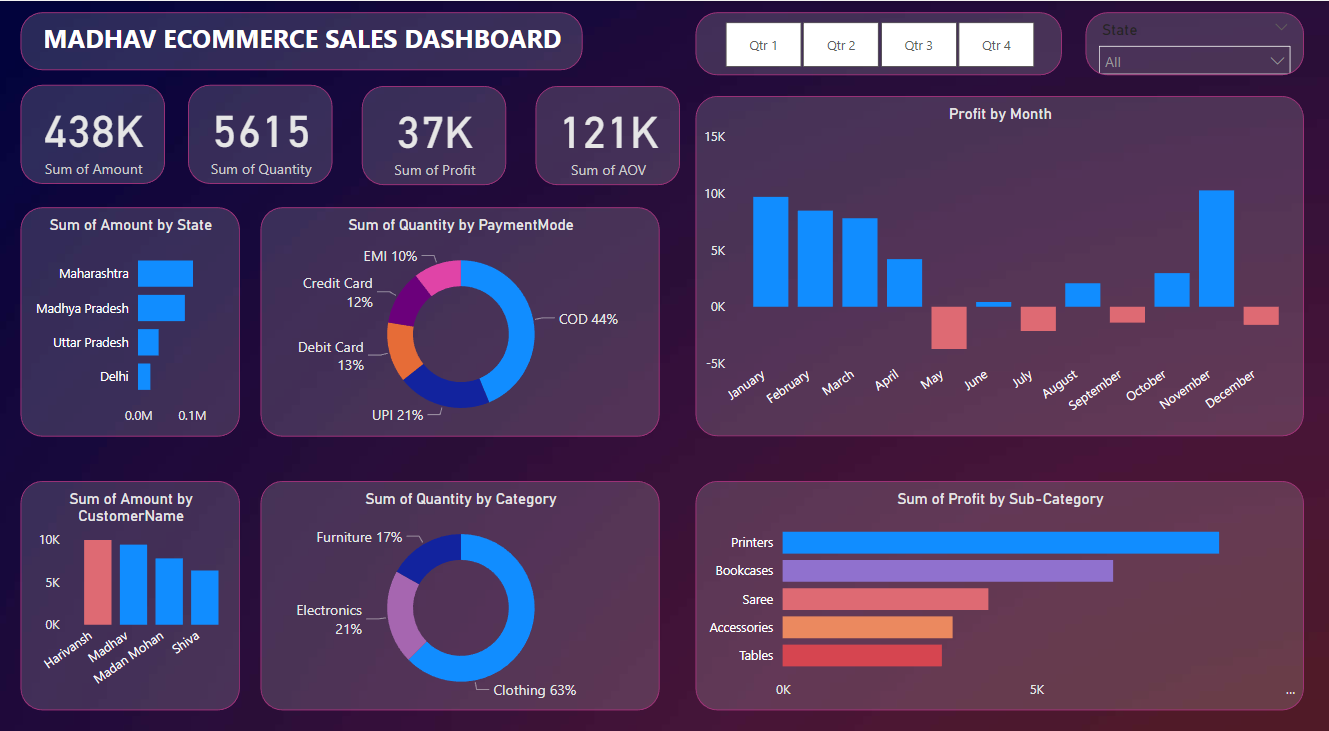 MADHAV ECOMMERCE SALES DASHBOARD
Qtr 1
Qtr 2
Qtr 3
Qtr 4
State
All
438K
Sum of Amount
5615
Sum of Quantity
37K
Sum of Profit
121K
Sum of AOV
Profit by Month
15K
10K
5K
0K
-5K
January
February
March
April
May
June
July
August
September
October
November
December
Sum of Amount by State
Maharashtra
Madhya Pradesh
Uttar Pradesh
Delhi
0.0M
0.1M
Sum of Quantity by PaymentMode
EMI 10%
Credit Card
12%
Debit Card
13%
UPI 21%
COD 44%
Sum of Amount by
CustomerName
10K
5K
0K
Harivansh
Madhav
Madan Mohan
Shiva
Sum of Quantity by Category
Furniture 17%
Electronics
21%
Clothing 63%
Sum of Profit by Sub-Category
Printers
Bookcases
Saree
Accessories
Tables
0K
5K
...